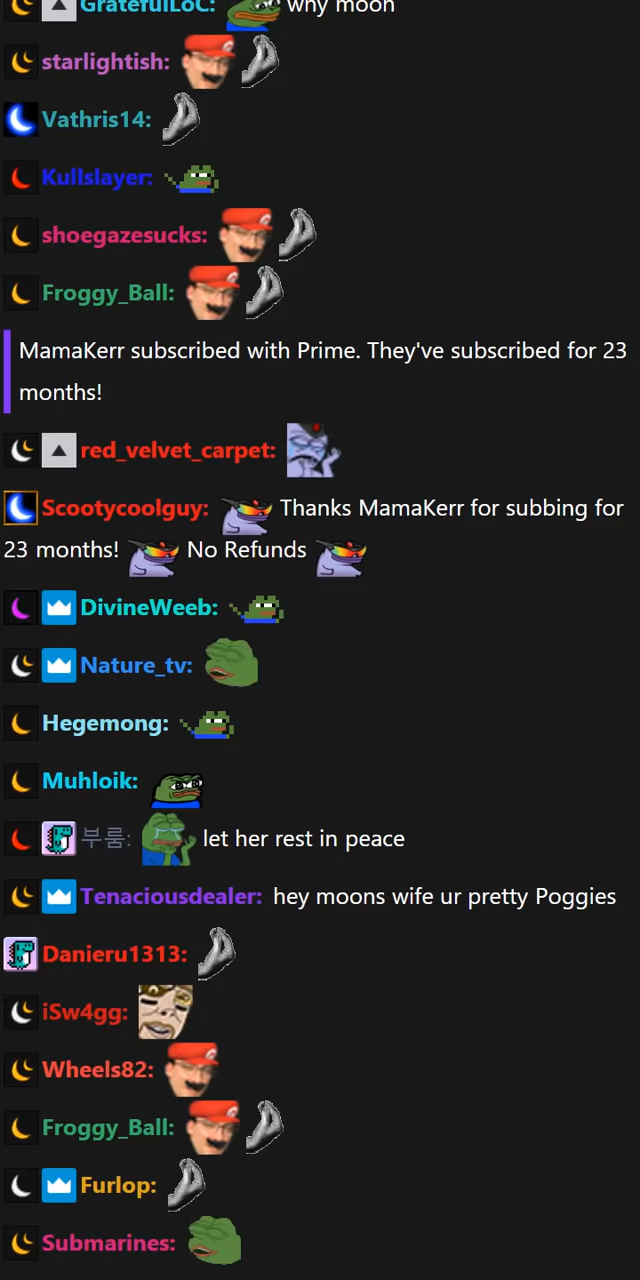 GratefulLoC: why moon
starlightish:
Vathris14:
Kullslayer:
shoegazesucks:
Froggy_Ball:
MamaKerr subscribed with Prime. They've subscribed for 23
months!
red_velvet_carpet:
Scootycoolguy: Thanks MamaKerr for subbing for
23 months! No Refunds
DivineWeeb:
Nature_tv:
Hegemong:
Muhloik:
부룸: let her rest in peace
Tenaciousdealer: hey moons wife ur pretty Poggies
Danieru1313:
iSw4gg:
Wheels82:
Froggy_Ball:
Furlop:
Submarines: